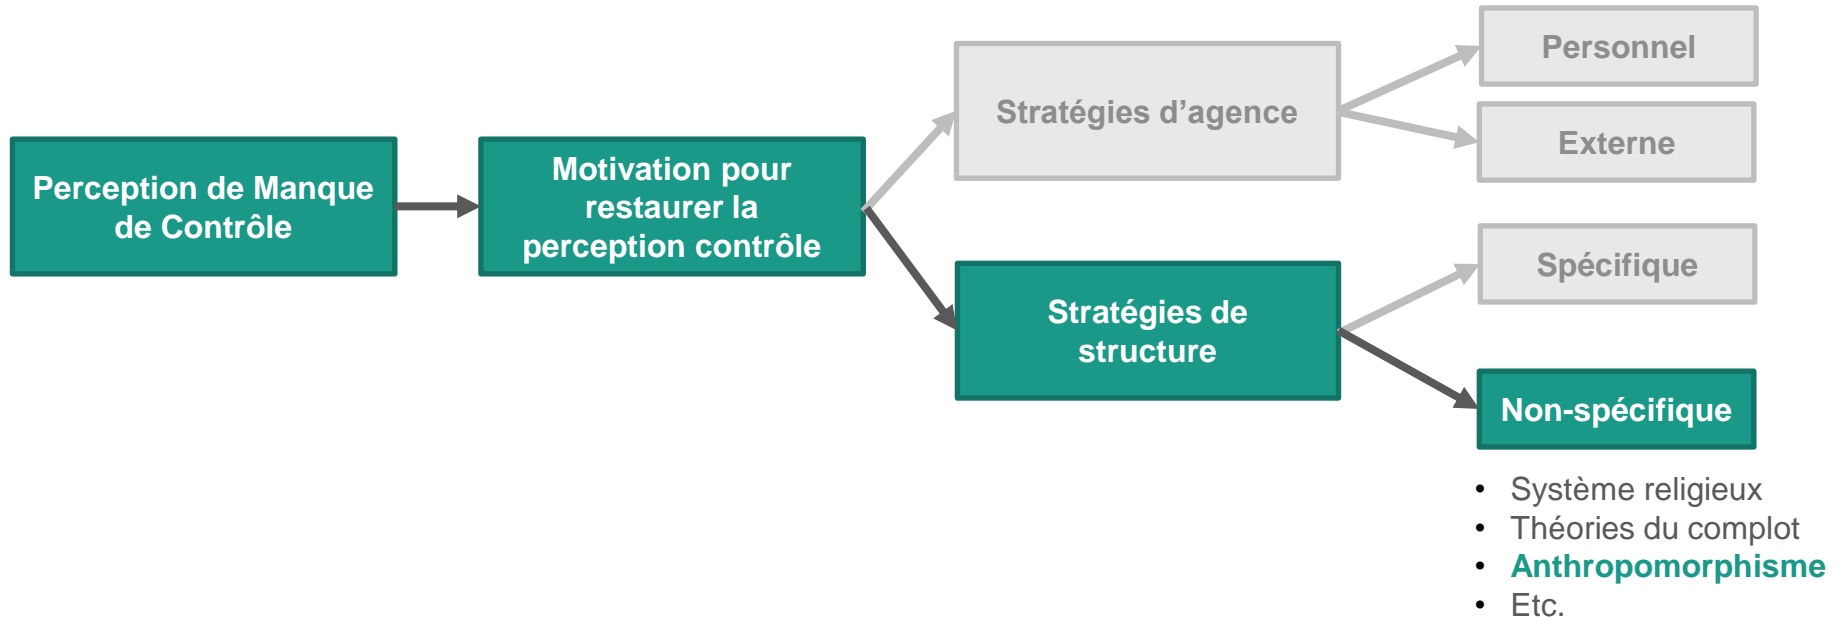 Perception de Manque
de Contrôle
Motivation pour
restaurer la
perception contrôle
Stratégies d’agence
Personnel
Externe
Stratégies de
structure
Spécifique
Non-spécifique
• Système religieux
• Théories du complot
• Anthropomorphisme
• Etc.